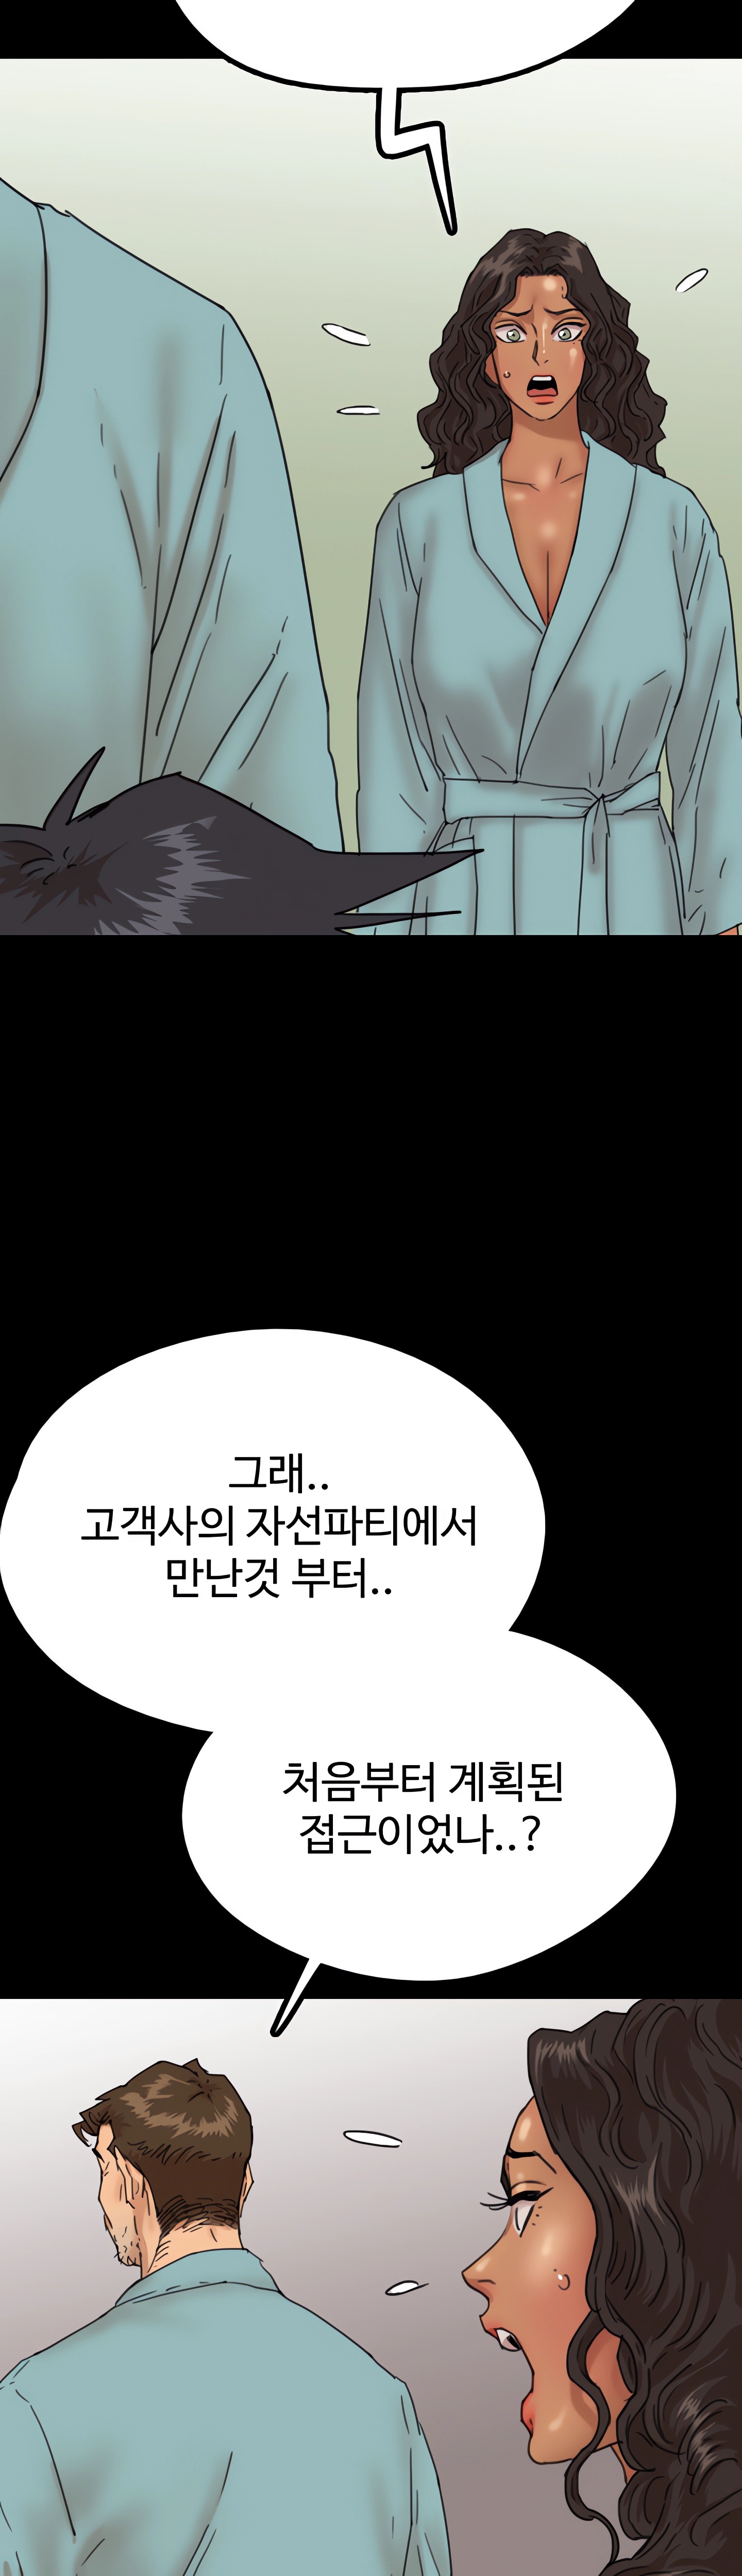 그래..
고객사의 자선파티에서
만난것 부터..
처음부터 계획된
접근이었나..?